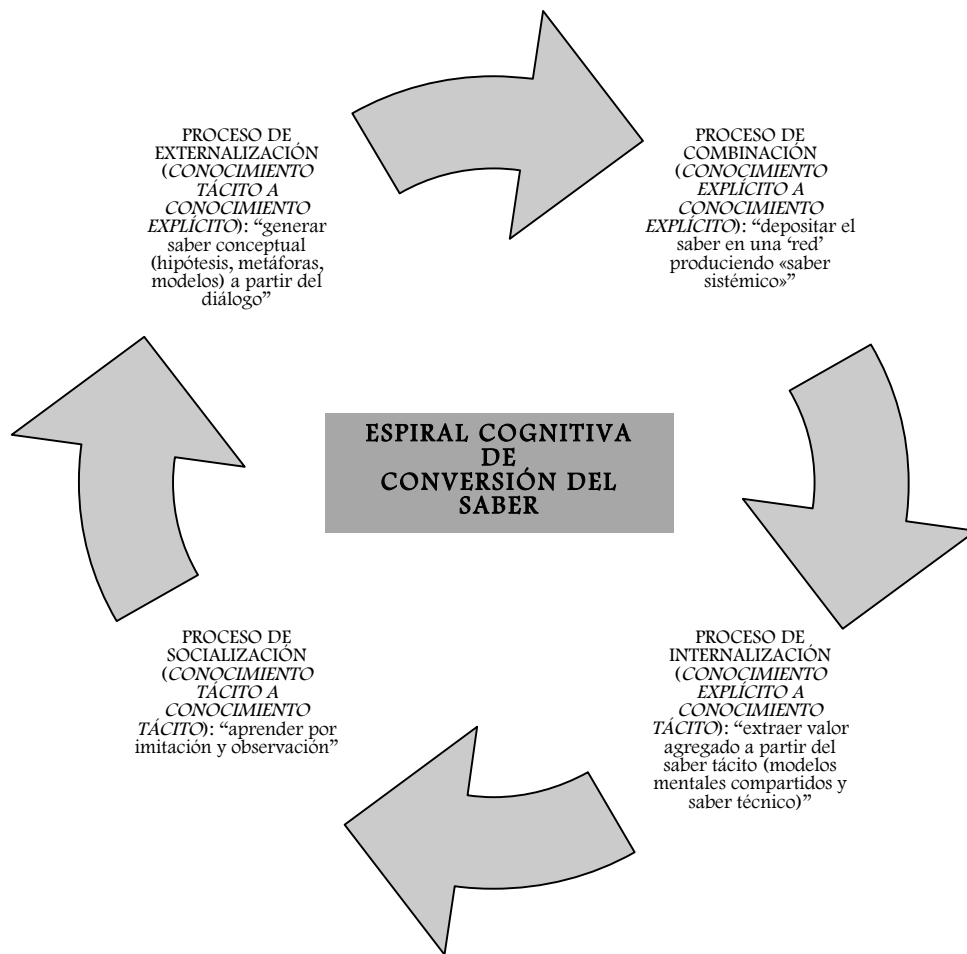 PROCESO DE
EXTERNALIZACIÓN
(CONOCIMIENTO
TÁCITO A
CONOCIMIENTO
EXPLÍCITO): “generar
saber conceptual
(hipótesis, metáforas,
modelos) a partir del
diálogo”
PROCESO DE
COMBINACIÓN
(CONOCIMIENTO
EXPLÍCITO A
CONOCIMIENTO
EXPLÍCITO): “depositar el
saber en una ‘red’
produciendo «saber
sistémico»”
ESPIRAL COGNITIVA
DE
CONVERSIÓN DEL
SABER
PROCESO DE
SOCIALIZACIÓN
(CONOCIMIENTO
TÁCITO A
CONOCIMIENTO
TÁCITO): “aprender por
imitación y observación”
PROCESO DE
INTERNALIZACIÓN
(CONOCIMIENTO
EXPLÍCITO A
CONOCIMIENTO
TÁCITO): “extraer valor
agregado a partir del
saber tácito (modelos
mentales compartidos y
saber técnico)”